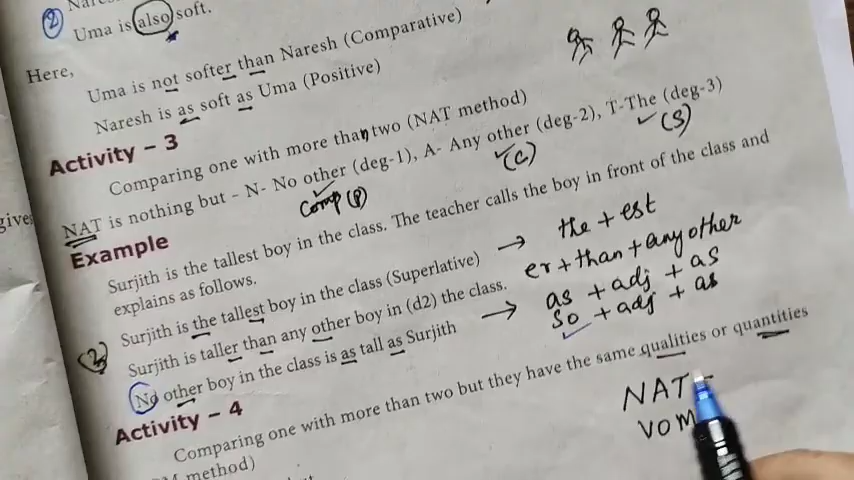 ②
Uma is also soft.
Here,
Uma is not softer than Naresh (Comparative)
Naresh is as soft as Uma (Positive)
Activity – 3
Comparing one with more than two (NAT method)
NAT is nothing but – N- No other (deg-1), A- Any other (deg-2), T-The (deg-3)
Comp (P) (C) (S)
Example
Surjith is the tallest boy in the class. The teacher calls the boy in front of the class and
explains as follows.
Surjith is the tallest boy in the class (Superlative) → the + est
Surjith is taller than any other boy in (d2) the class. er + than + any other
No other boy in the class is as tall as Surjith → as + adj + as
so + adj + as
Activity – 4
Comparing one with more than two but they have the same qualities or quantities
method)
NAT –
VOM
give